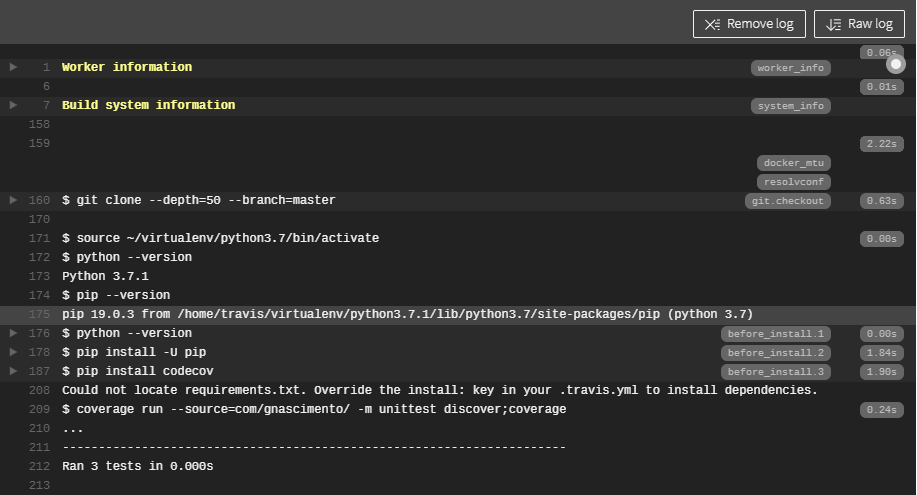 Remove log Raw log
0.06s
1 Worker information worker_info
6 0.01s
7 Build system information system_info
158
159 2.22s
docker_mtu
resolvconf
160 $ git clone --depth=50 --branch=master git.checkout 0.63s
170
171 $ source ~/virtualenv/python3.7/bin/activate 0.00s
172 $ python --version
173 Python 3.7.1
174 $ pip --version
175 pip 19.0.3 from /home/travis/virtualenv/python3.7.1/lib/python3.7/site-packages/pip (python 3.7)
176 $ python --version before_install.1 0.00s
178 $ pip install -U pip before_install.2 1.84s
187 $ pip install codecov before_install.3 1.90s
208 Could not locate requirements.txt. Override the install: key in your .travis.yml to install dependencies.
209 $ coverage run --source=com/gnascimento/ -m unittest discover;coverage 0.24s
210 ...
211 ----------------------------------------------------------------------
212 Ran 3 tests in 0.000s
213